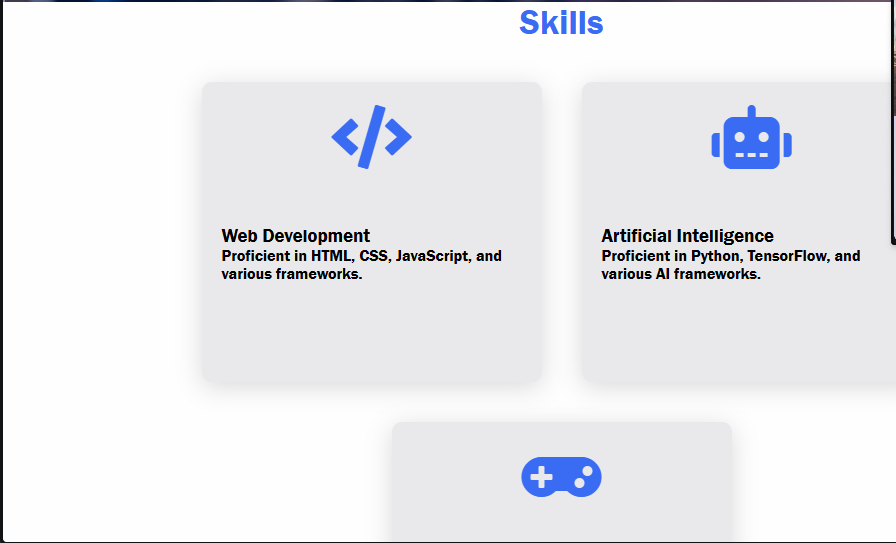 Skills
Web Development
Proficient in HTML, CSS, JavaScript, and
various frameworks.
Artificial Intelligence
Proficient in Python, TensorFlow, and
various AI frameworks.